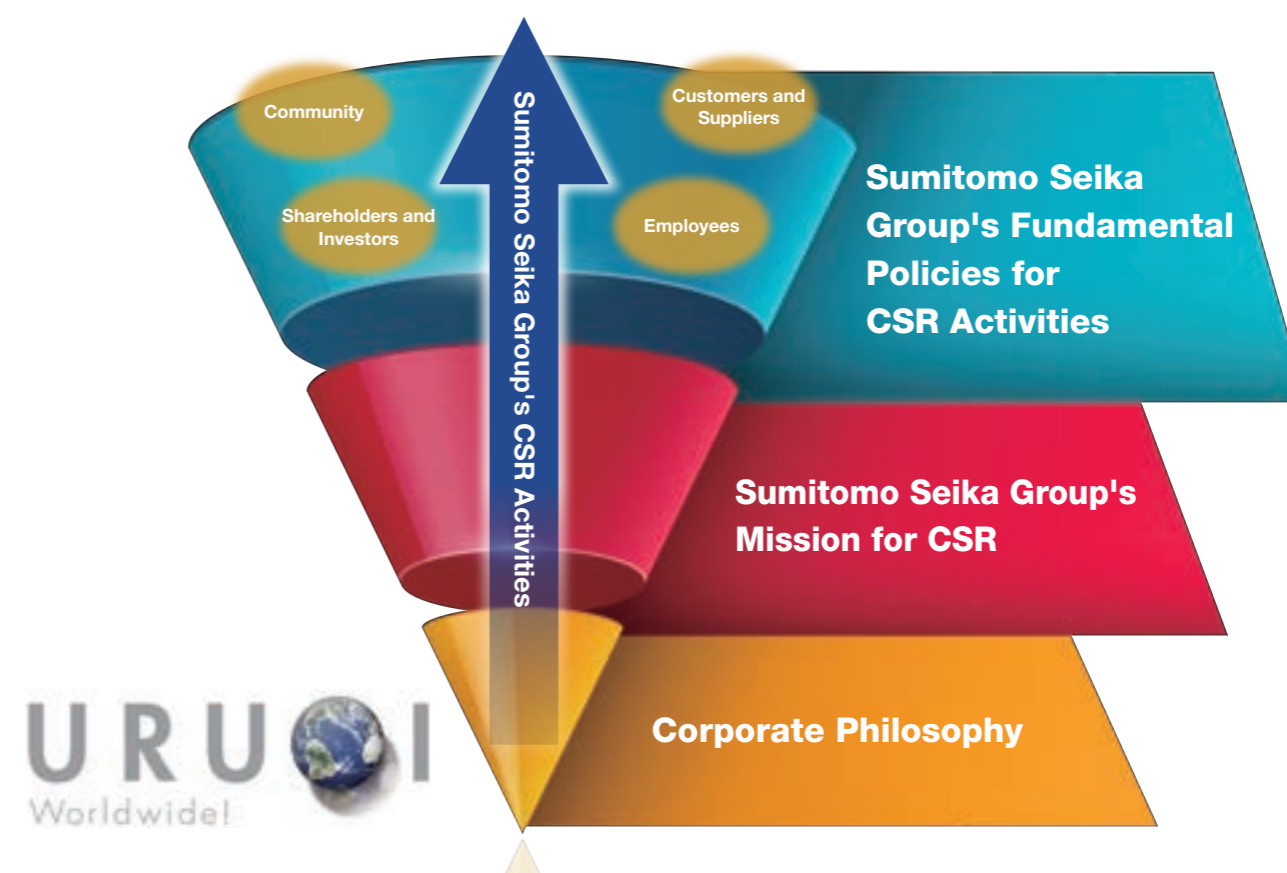 Community
Customers and
Suppliers
Shareholders and
Investors
Employees
Sumitomo Seika Group's CSR Activities
Sumitomo Seika
Group's Fundamental
Policies for
CSR Activities
Sumitomo Seika Group's
Mission for CSR
Corporate Philosophy
URUOI
Worldwide!